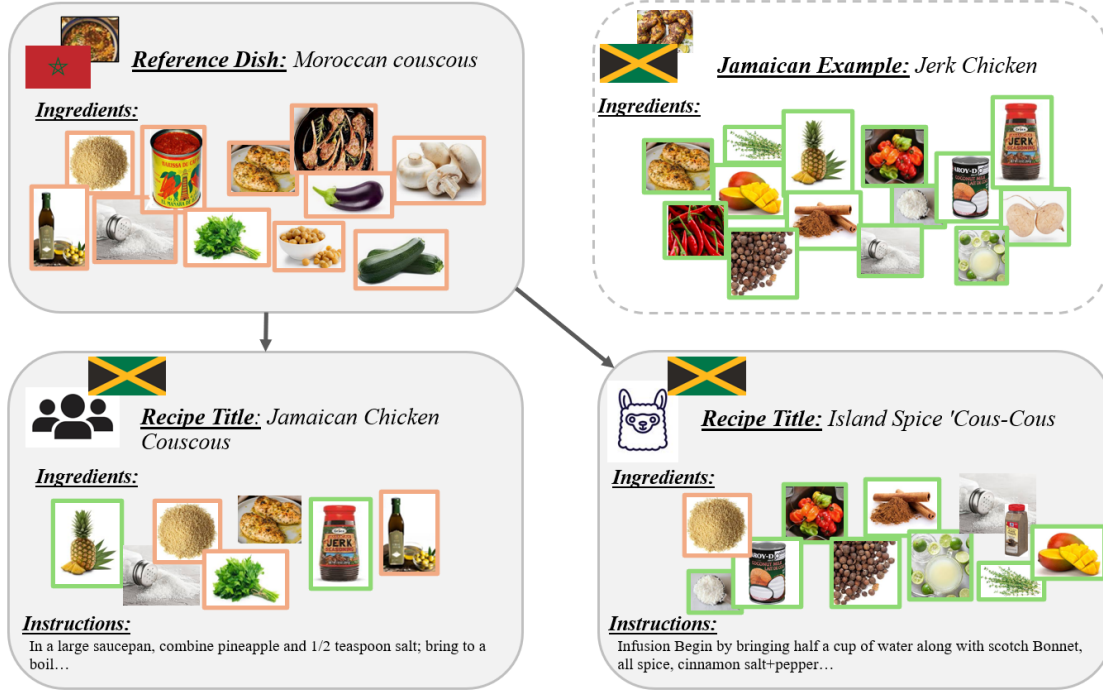 Reference Dish: Moroccan couscous
Ingredients:
Jamaican Example: Jerk Chicken
Ingredients:
JERK
SEASONING
Recipe Title: Jamaican Chicken
Couscous
Ingredients:
JERK
SEASONING
Instructions:
In a large saucepan, combine pineapple and 1/2 teaspoon salt; bring to a
boil…
Recipe Title: Island Spice 'Cous-Cous
Ingredients:
Instructions:
Infusion Begin by bringing half a cup of water along with scotch Bonnet,
all spice, cinnamon salt+pepper…